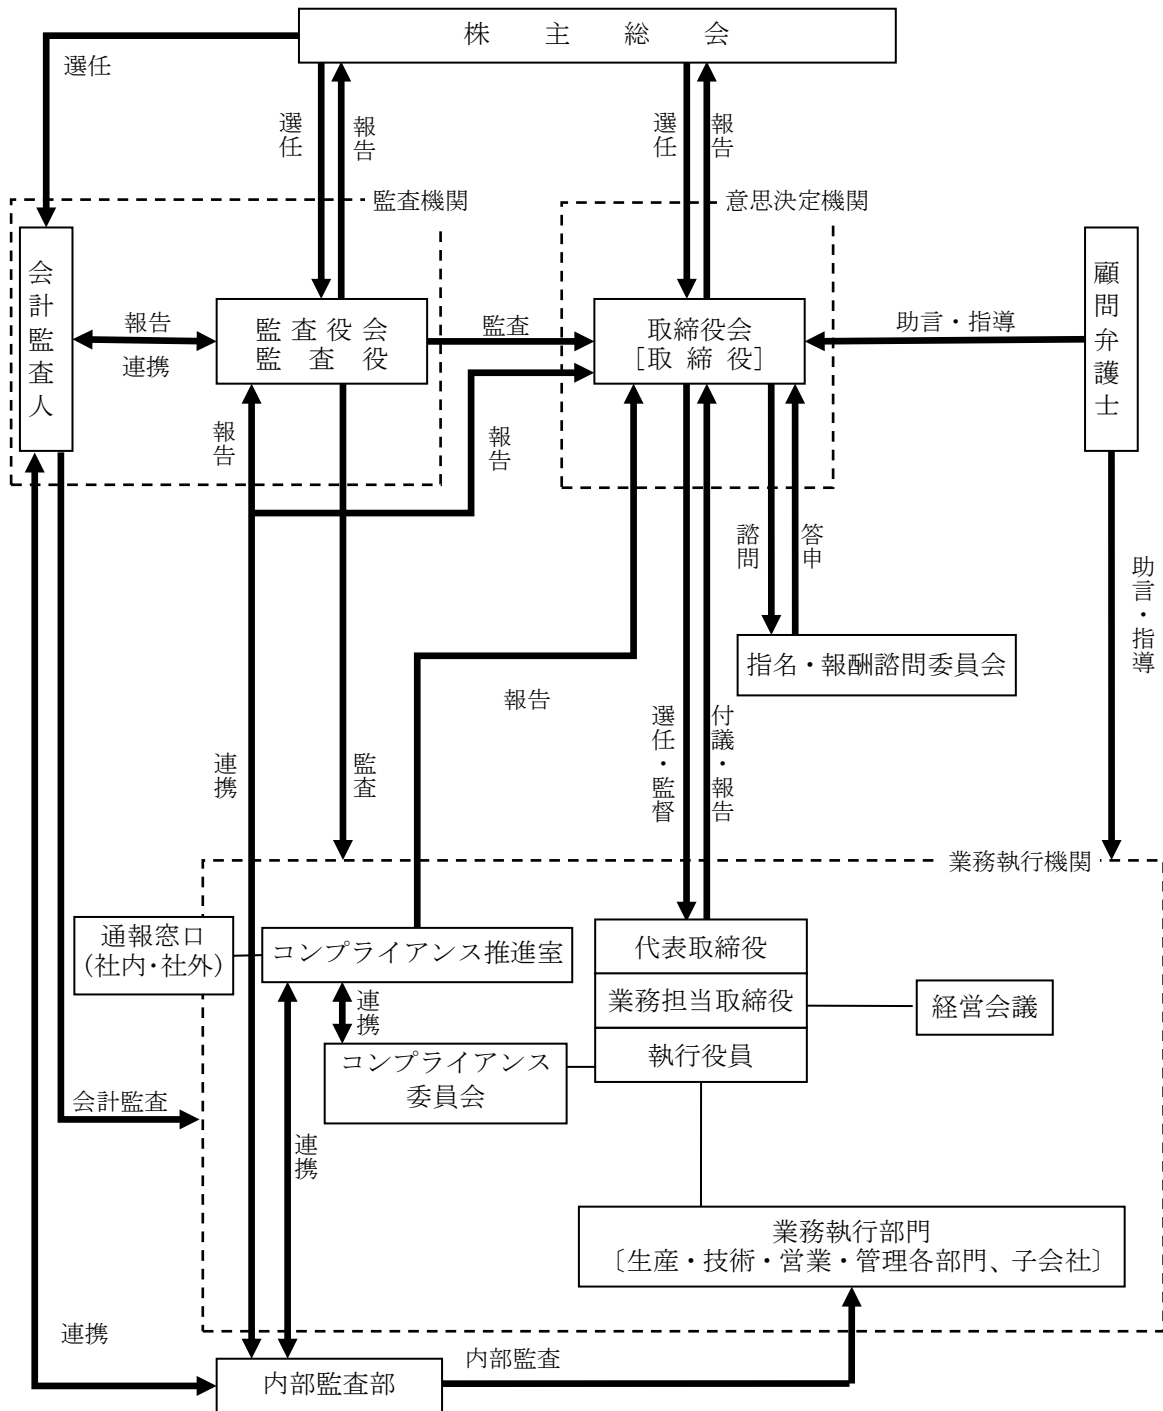 株主総会
選任
選任
報告
選任
報告
監査機関
意思決定機関
会計監査人
報告
連携
監査役会
監査役
監査
取締役会
[取締役]
助言・指導
顧問弁護士
報告
報告
諮問
答申
助言・指導
指名・報酬諮問委員会
報告
連携
監査
選任・監督
付議・報告
業務執行機関
通報窓口
(社内・社外)
コンプライアンス推進室
代表取締役
業務担当取締役
執行役員
経営会議
連携
コンプライアンス
委員会
会計監査
連携
業務執行部門
〔生産・技術・営業・管理各部門、子会社〕
連携
内部監査
内部監査部